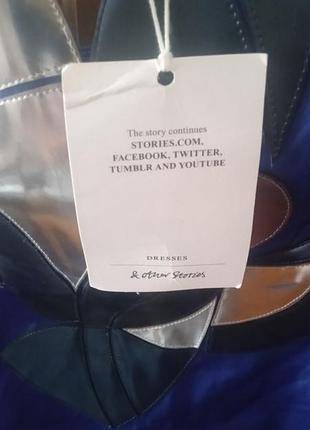 The story continues
STORIES.COM,
FACEBOOK, TWITTER,
TUMBLR AND YOUTUBE
DRESSES
& other Stories